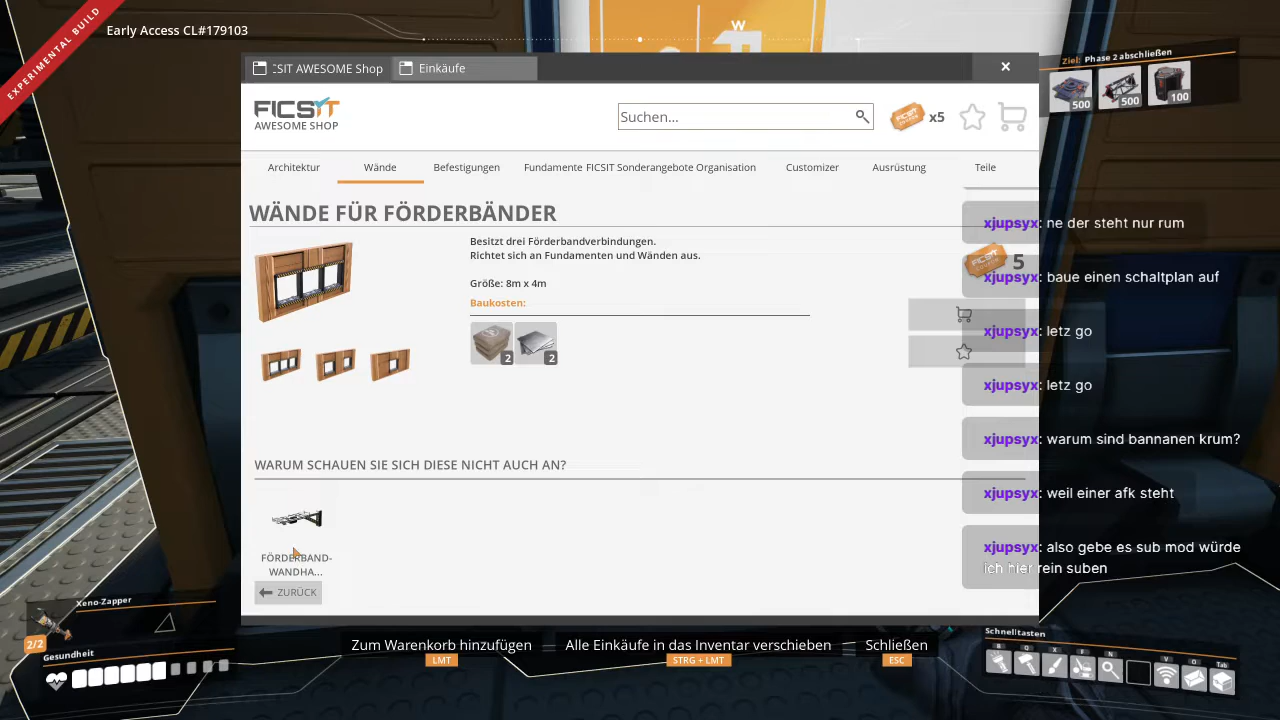 EXPERIMENTAL BUILD
Early Access CL#179103
W
Ziel: Phase 2 abschließen
500
500
100
FICSIT AWESOME Shop
Einkäufe
×
FICSIT
AWESOME SHOP
Suchen...
x5
Architektur
Wände
Befestigungen
Fundamente
FICSIT Sonderangebote
Organisation
Customizer
Ausrüstung
Teile
WÄNDE FÜR FÖRDERBÄNDER
Besitzt drei Förderbandverbindungen.
Richtet sich an Fundamenten und Wänden aus.
Größe: 8m x 4m
Baukosten:
2
2
5
WARUM SCHAUEN SIE SICH DIESE NICHT AUCH AN?
FÖRDERBAND-
WANDHA...
ZURÜCK
xjupsyx: ne der steht nur rum
xjupsyx: baue einen schaltplan auf
xjupsyx: letz go
xjupsyx: letz go
xjupsyx: warum sind bannanen krum?
xjupsyx: weil einer afk steht
xjupsyx: also gebe es sub mod würde
ich hier rein suben
Zum Warenkorb hinzufügen
LMT
Alle Einkäufe in das Inventar verschieben
STRG + LMT
Schließen
ESC
Xeno-Zapper
2/2
Gesundheit
Schnelltasten
B
Q
X
F
N
V
O
Tab